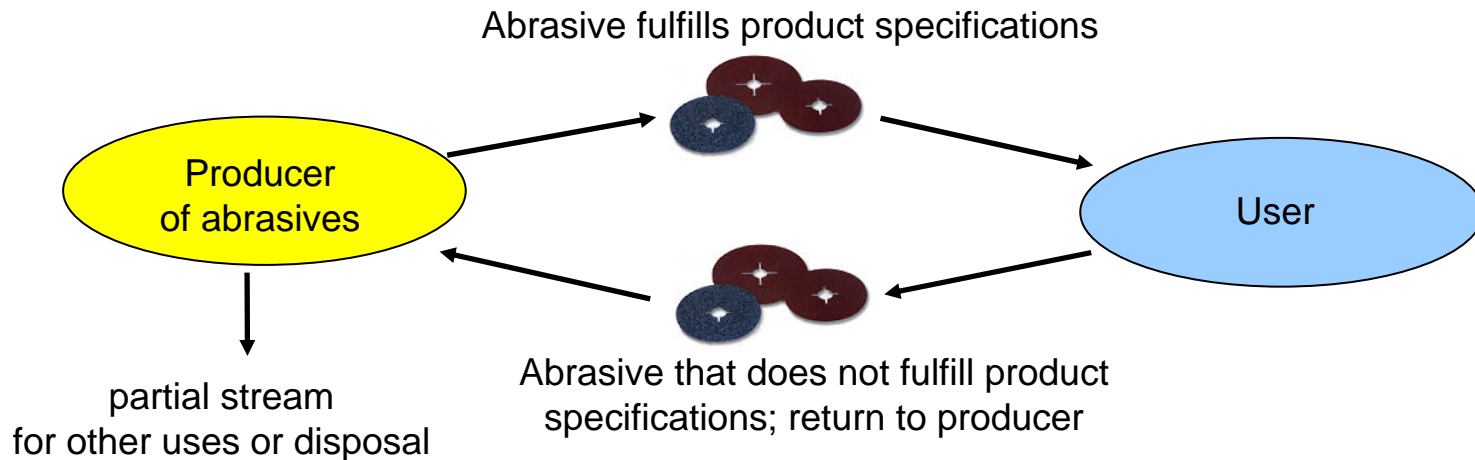 Abrasive fulfills product specifications
Producer
of abrasives
User
Abrasive that does not fulfill product
specifications; return to producer
partial stream
for other uses or disposal